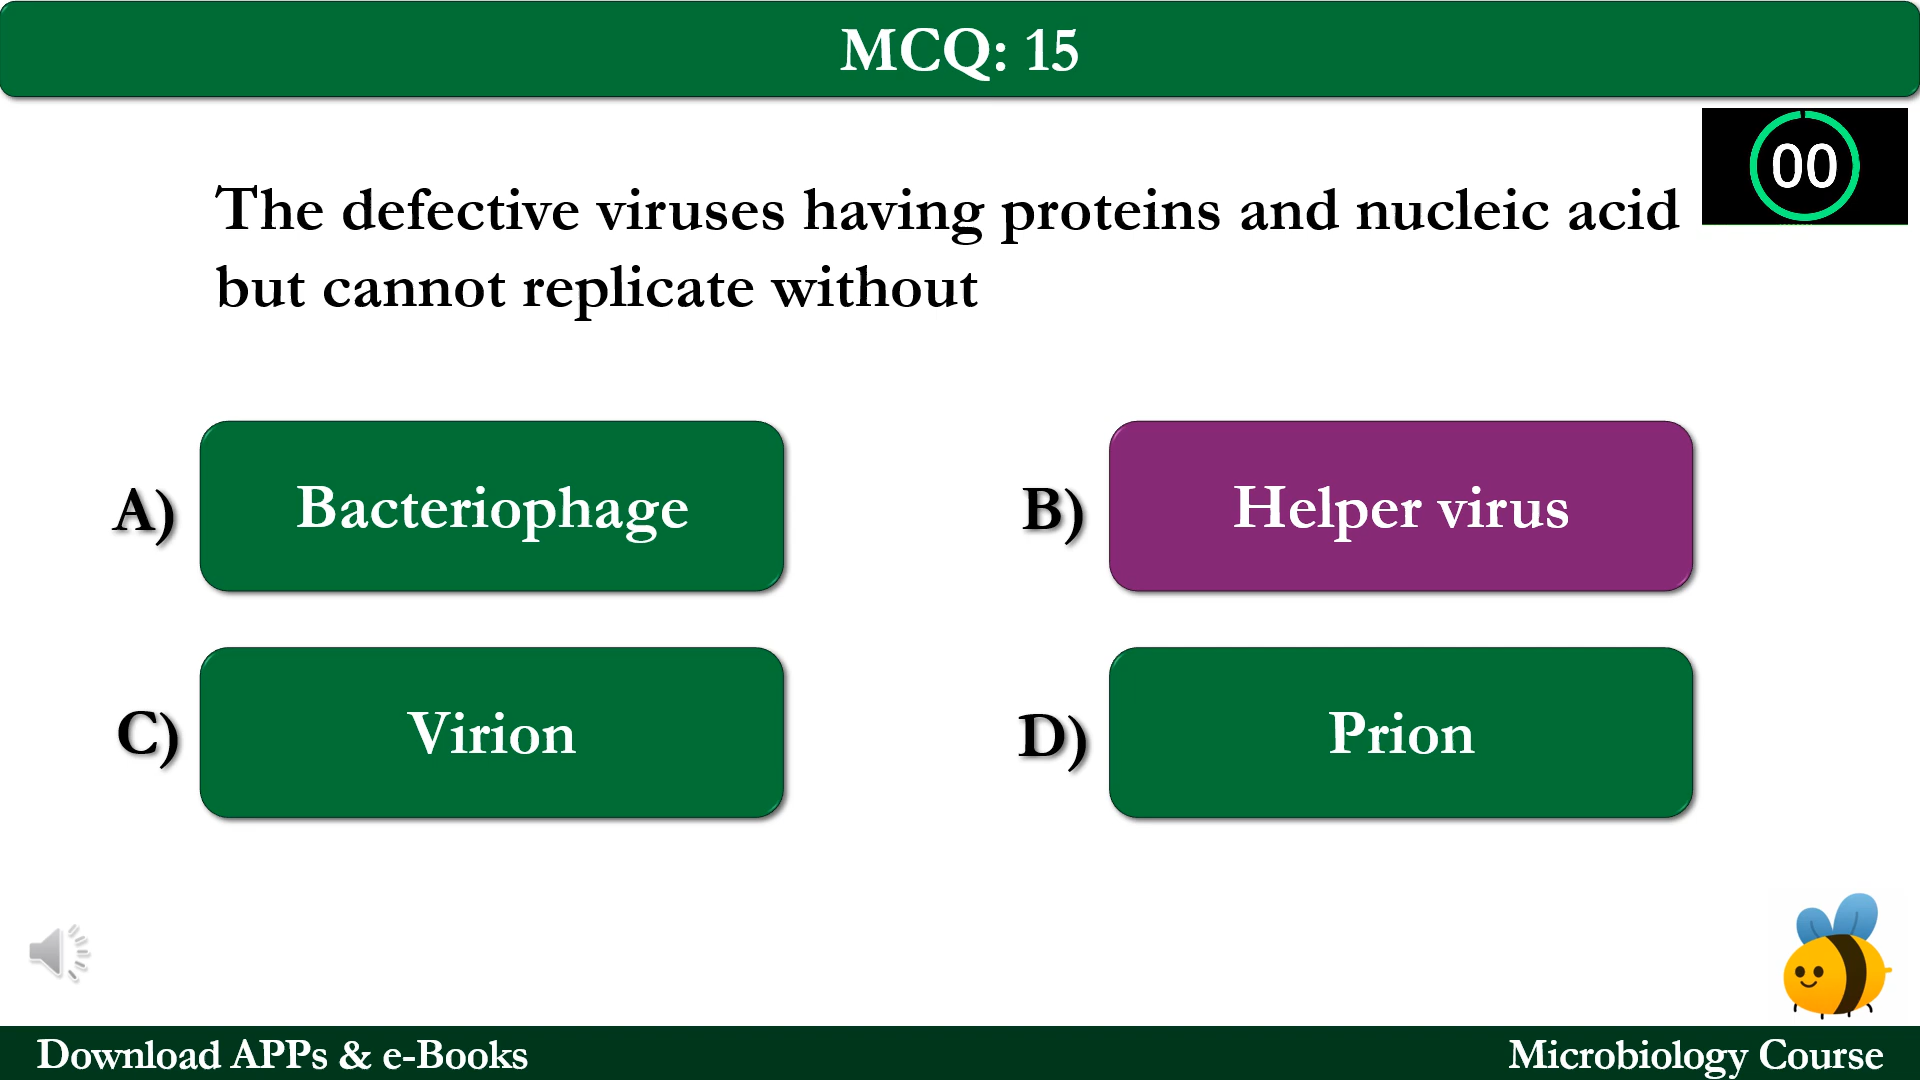 MCQ: 15
00
The defective viruses having proteins and nucleic acid
but cannot replicate without
A) Bacteriophage
B) Helper virus
C) Virion
D) Prion
Download APPs & e-Books
Microbiology Course